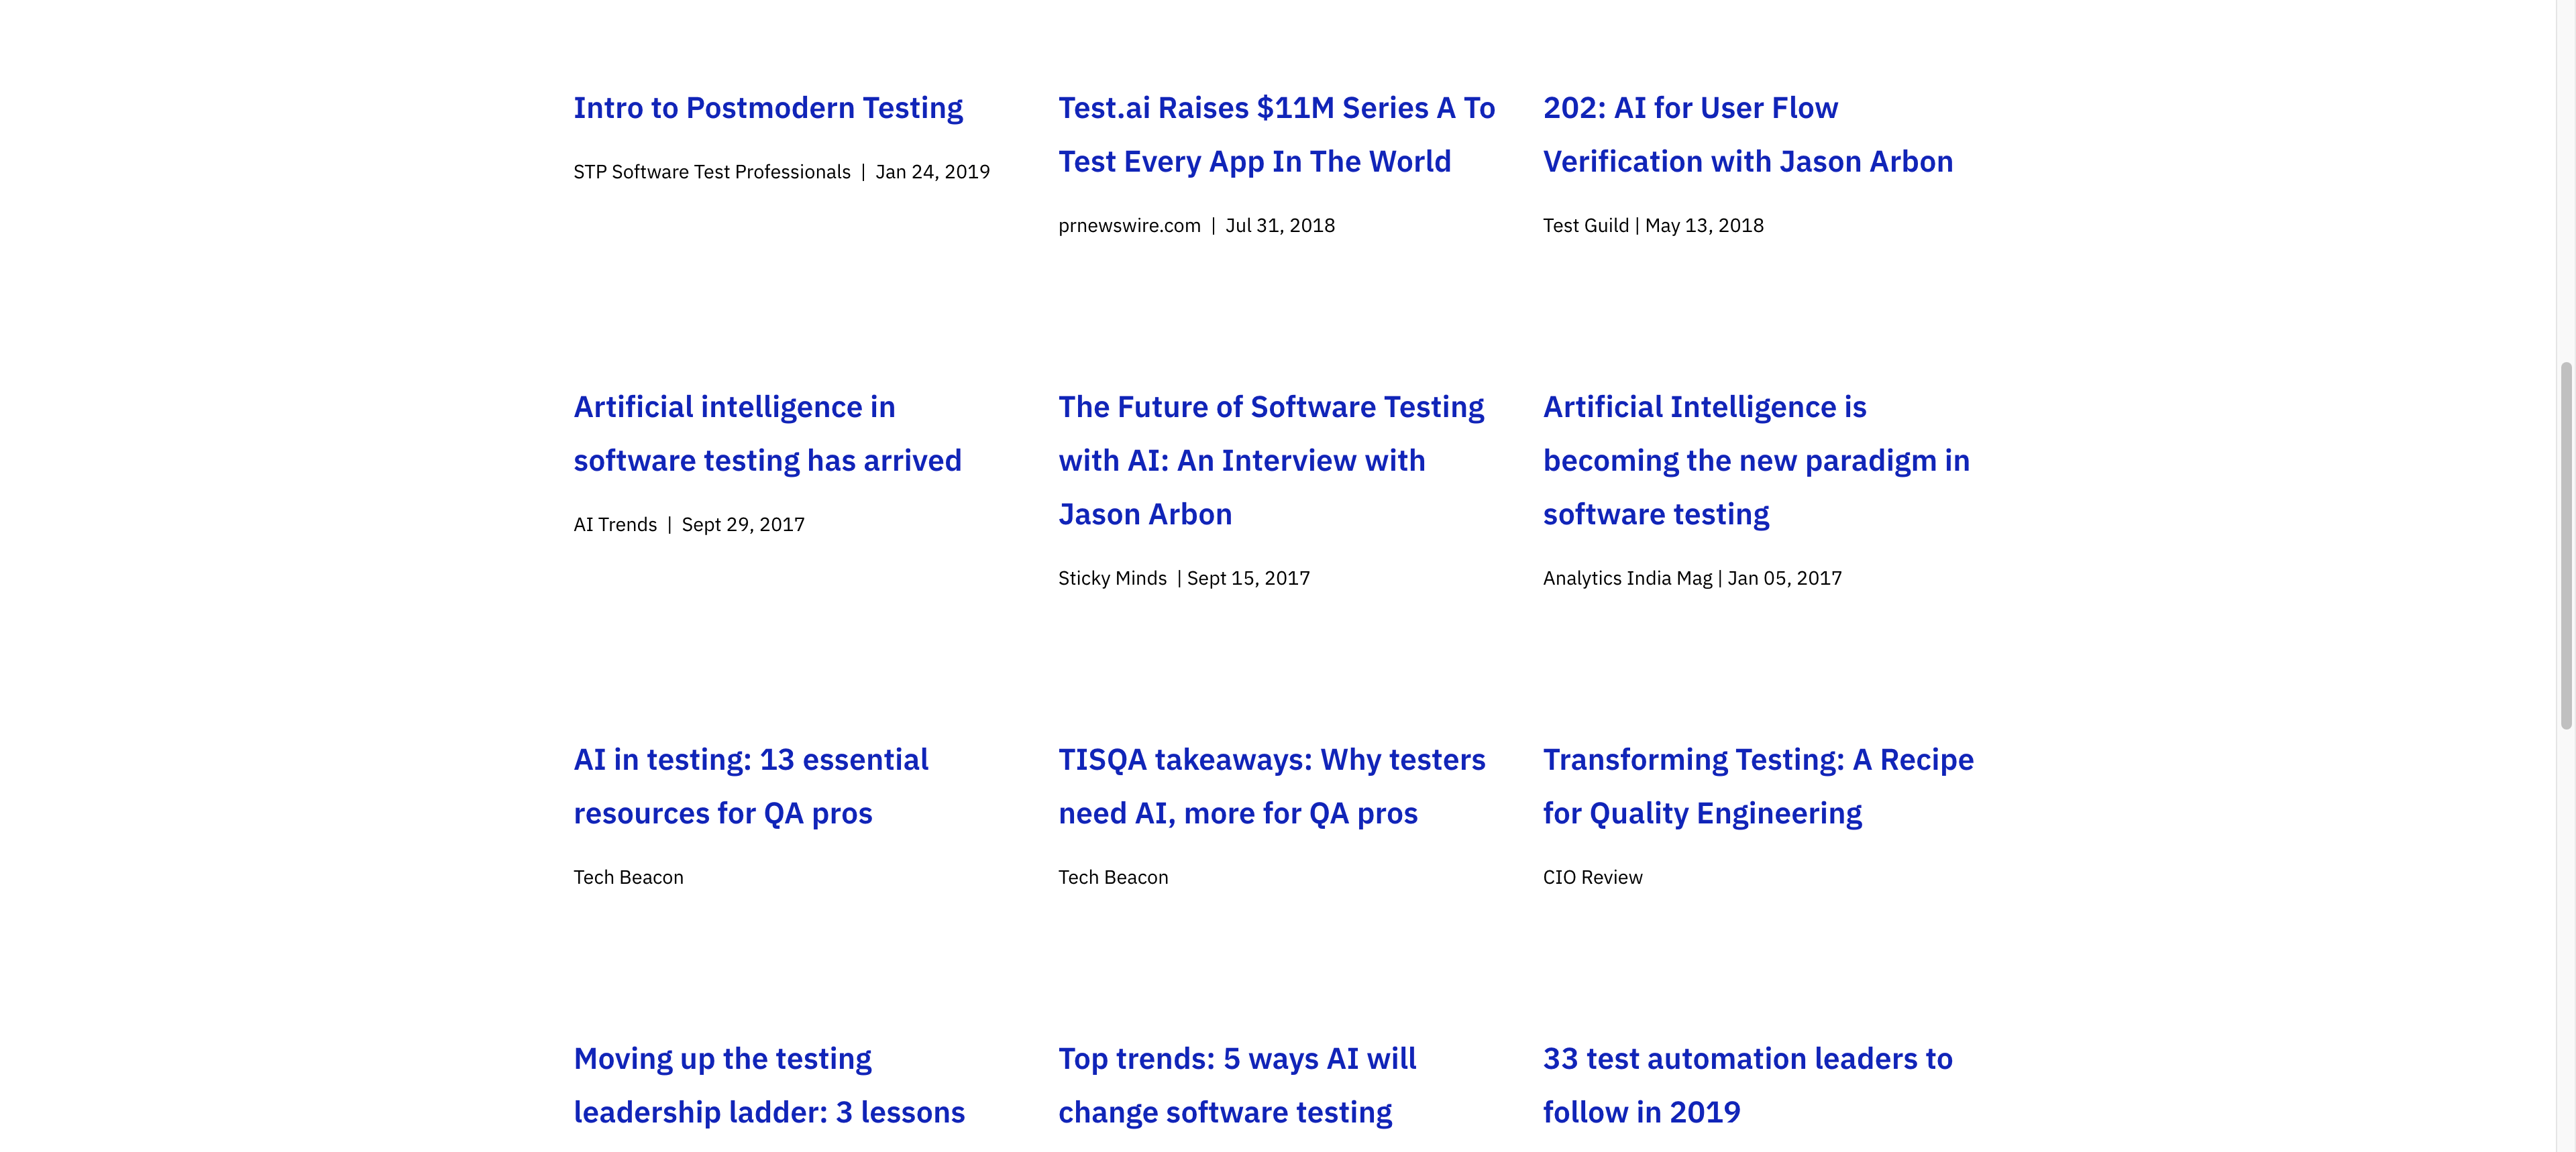 Intro to Postmodern Testing
STP Software Test Professionals | Jan 24, 2019
Test.ai Raises $11M Series A To
Test Every App In The World
prnewswire.com | Jul 31, 2018
202: AI for User Flow
Verification with Jason Arbon
Test Guild | May 13, 2018
Artificial intelligence in
software testing has arrived
AI Trends | Sept 29, 2017
The Future of Software Testing
with AI: An Interview with
Jason Arbon
Sticky Minds | Sept 15, 2017
Artificial Intelligence is
becoming the new paradigm in
software testing
Analytics India Mag | Jan 05, 2017
AI in testing: 13 essential
resources for QA pros
Tech Beacon
TISQA takeaways: Why testers
need AI, more for QA pros
Tech Beacon
Transforming Testing: A Recipe
for Quality Engineering
CIO Review
Moving up the testing
leadership ladder: 3 lessons
Top trends: 5 ways AI will
change software testing
33 test automation leaders to
follow in 2019